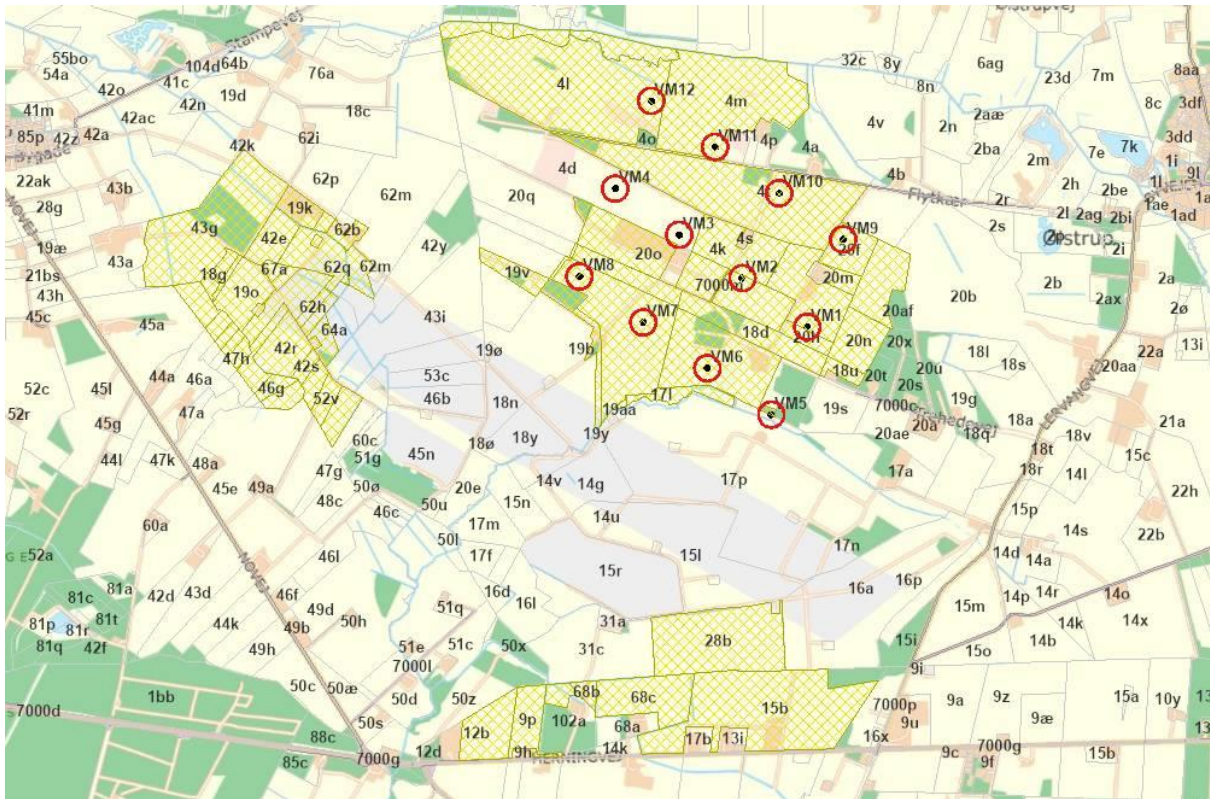 Ølstrupvej
55bo
54a
104d
64b
Stampevej
41c
42o
42n
19d
76a
18c
41m
85p
42z
42a
42ac
62i
42k
22ak
43b
62p
62m
28g
19k
43g
42e
62b
42y
19æ
43a
67a
62q
62m
18g
19o
21bs
43h
45c
45a
62h
64a
43i
42r
47h
42s
46g
52v
52c
45l
44a
46a
52r
47a
45g
44l
47k
48a
45e
49a
60a
52a
NOVEJ
4l
VM12
4m
4o
VM11
4p
4a
4d
VM4
VM10
20q
VM3
4s
VM9
20f
20o
4k
19v
VM8
VM2
7000m
20m
VM7
VM1
20h
18d
20n
19ø
19b
VM6
18u
17l
VM5
19s
32c
8y
6ag
8n
23d
7m
8aa
8c
3df
3dd
4v
2n
2aæ
2ba
2m
7e
7k
1i
9l
4b
2h
2be
1l
1ae
1ad
Flytkær
2r
2l
2ag
2bi
2s
Ølstrup
2i
2b
2a
2ax
2ø
20b
20af
20x
18l
18s
20u
22a
13i
20aa
20t
20s
19g
7000c
20a
18q
18a
LERVANGVEJ
18v
21a
20ae
18t
15c
18r
14l
17a
22h
53c
46b
18n
19aa
19y
18y
18ø
60c
51g
45n
47g
50ø
48c
46c
50u
20e
15n
14v
14g
17p
14u
17m
50l
17f
15l
15r
17n
16a
16p
15p
14s
22b
14d
14a
14p
14r
14o
15m
14k
14x
14b
15o
15i
9i
46l
16d
16l
51q
31a
31c
46f
49d
50h
49b
81c
81a
42d
43d
81p
81r
81t
81q
42f
44k
49h
51e
51c
50x
7000l
28b
1bb
50c
50æ
50d
50z
50s
7000d
88c
85c
7000g
12d
12b
9p
9h
68b
68c
102a
68a
14k
HERNINGVEJ
15b
17b
13i
7000p
9u
16x
9a
9z
9æ
15a
10y
9c
7000g
9f
15b